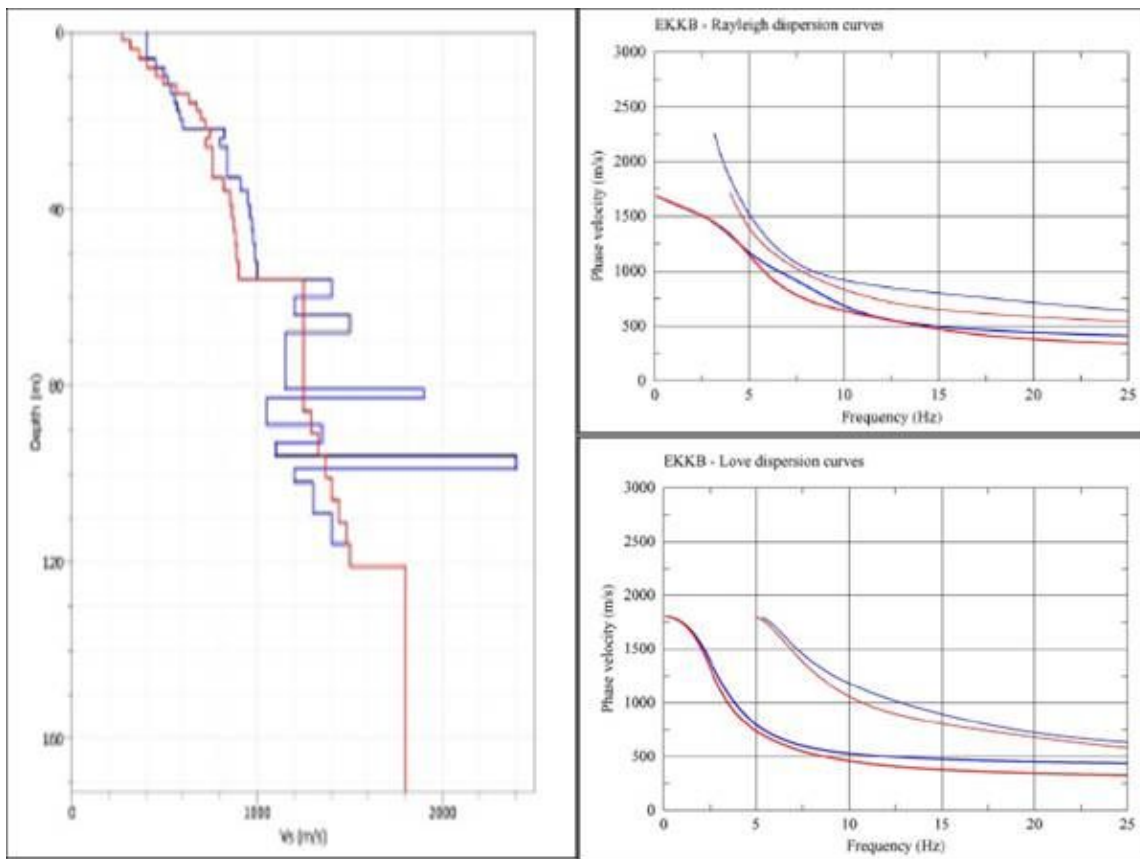 0
40
80
120
160
Depth (m)
0 1000 2000
Vs (m/s)
EKKB - Rayleigh dispersion curves
3000
2500
2000
1500
1000
500
0
Phase velocity (m/s)
0 5 10 15 20 25
Frequency (Hz)
EKKB - Love dispersion curves
3000
2500
2000
1500
1000
500
0
Phase velocity (m/s)
0 5 10 15 20 25
Frequency (Hz)